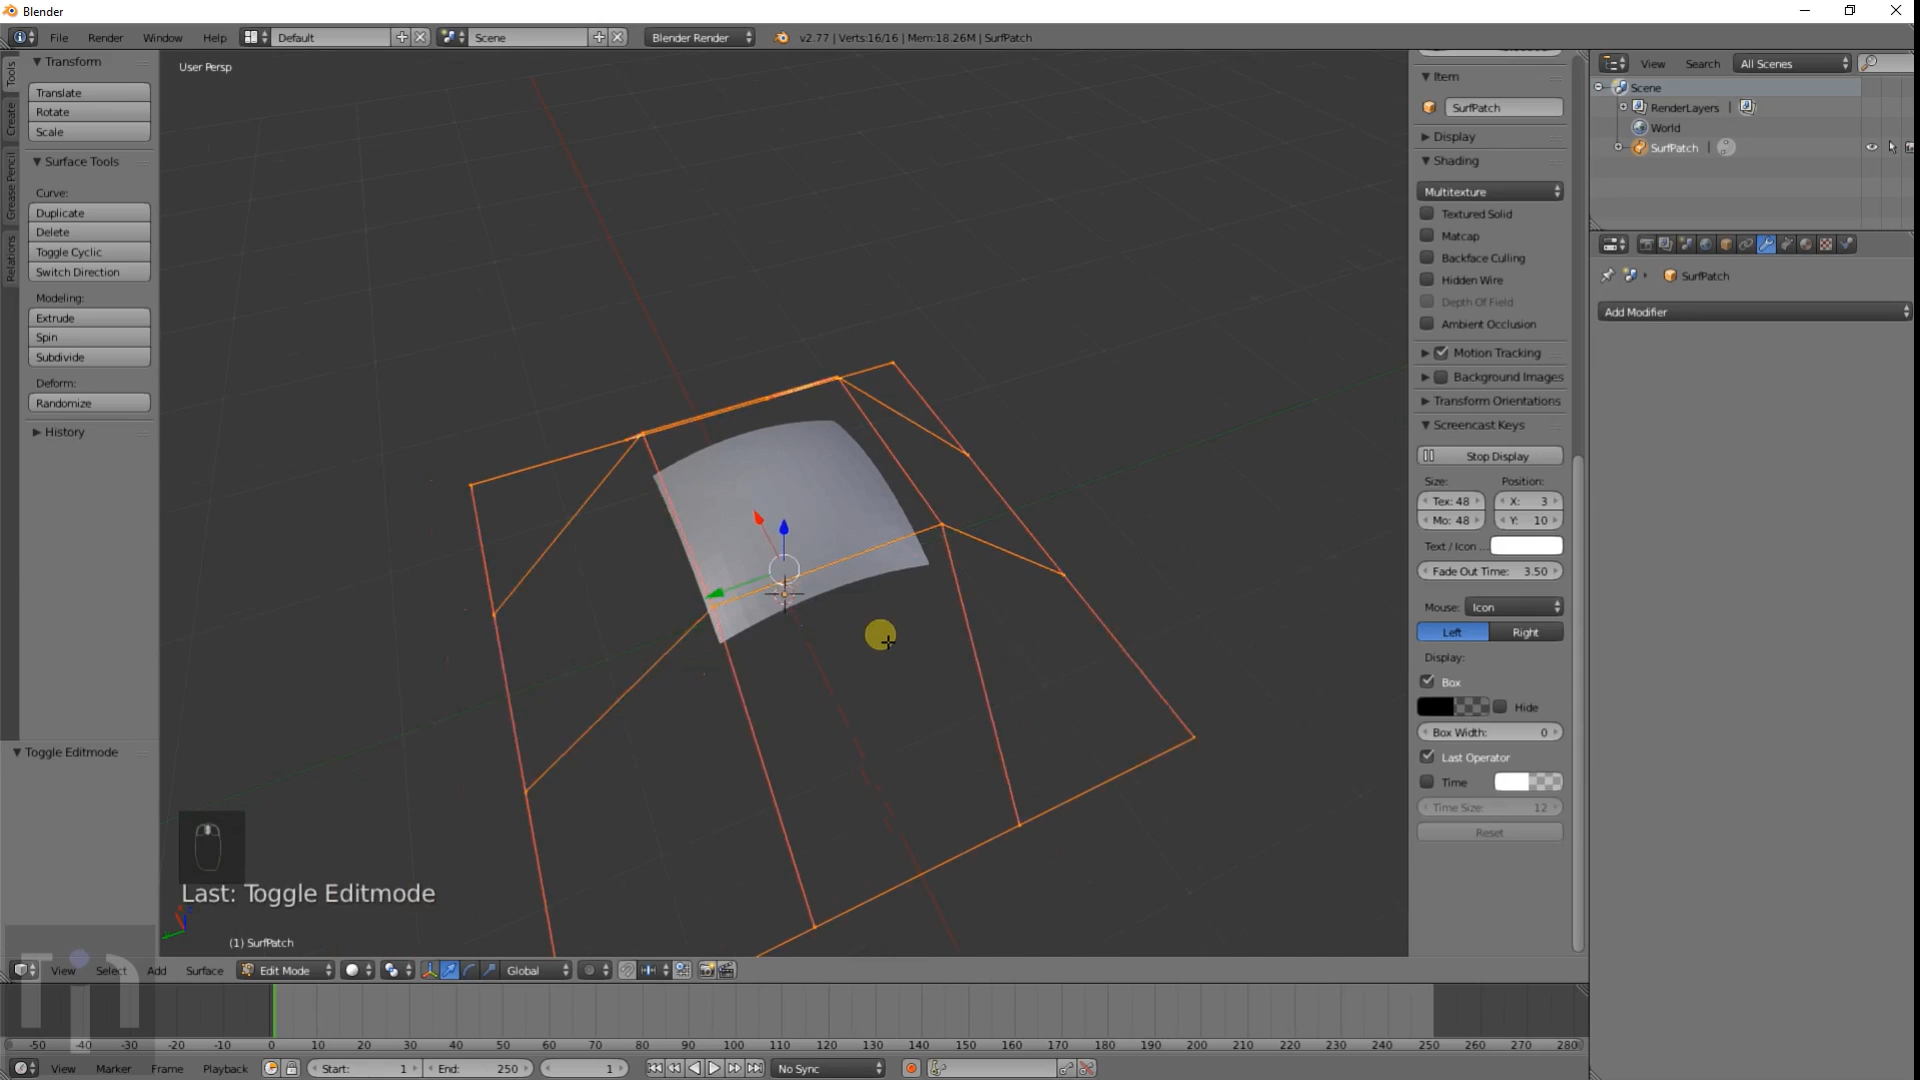 Blender
File Render Window Help Default Scene Blender Render v2.77 | Verts:16/16 | Mem:18.26M | SurfPatch
Tools
Create
Grease Pencil
Relations
Transform
Translate
Rotate
Scale
Surface Tools
Curve:
Duplicate
Delete
Toggle Cyclic
Switch Direction
Modeling:
Extrude
Spin
Subdivide
Deform:
Randomize
History
Toggle Editmode
User Persp
Last: Toggle Editmode
(1) SurfPatch
Item
SurfPatch
Display
Shading
Multitexture
Textured Solid
Matcap
Backface Culling
Hidden Wire
Depth Of Field
Ambient Occlusion
Motion Tracking
Background Images
Transform Orientations
Screencast Keys
Stop Display
Size: Position:
Tex: 48 X: 3
Mo: 48 Y: 10
Text / Icon ...
Fade Out Time: 3.50
Mouse: Icon
Left Right
Display:
Box
Hide
Box Width: 0
Last Operator
Time
Time Size: 12
Reset
View Search All Scenes
Scene
RenderLayers |
World
SurfPatch |
SurfPatch
Add Modifier
View Select Add Surface Edit Mode Global
-50 -40 -30 -20 -10 0 10 20 30 40 50 60 70 80 90 100 110 120 130 140 150 160 170 180 190 200 210 220 230 240 250 260 270 280
View Marker Frame Playback Start: 1 End: 250 1 No Sync